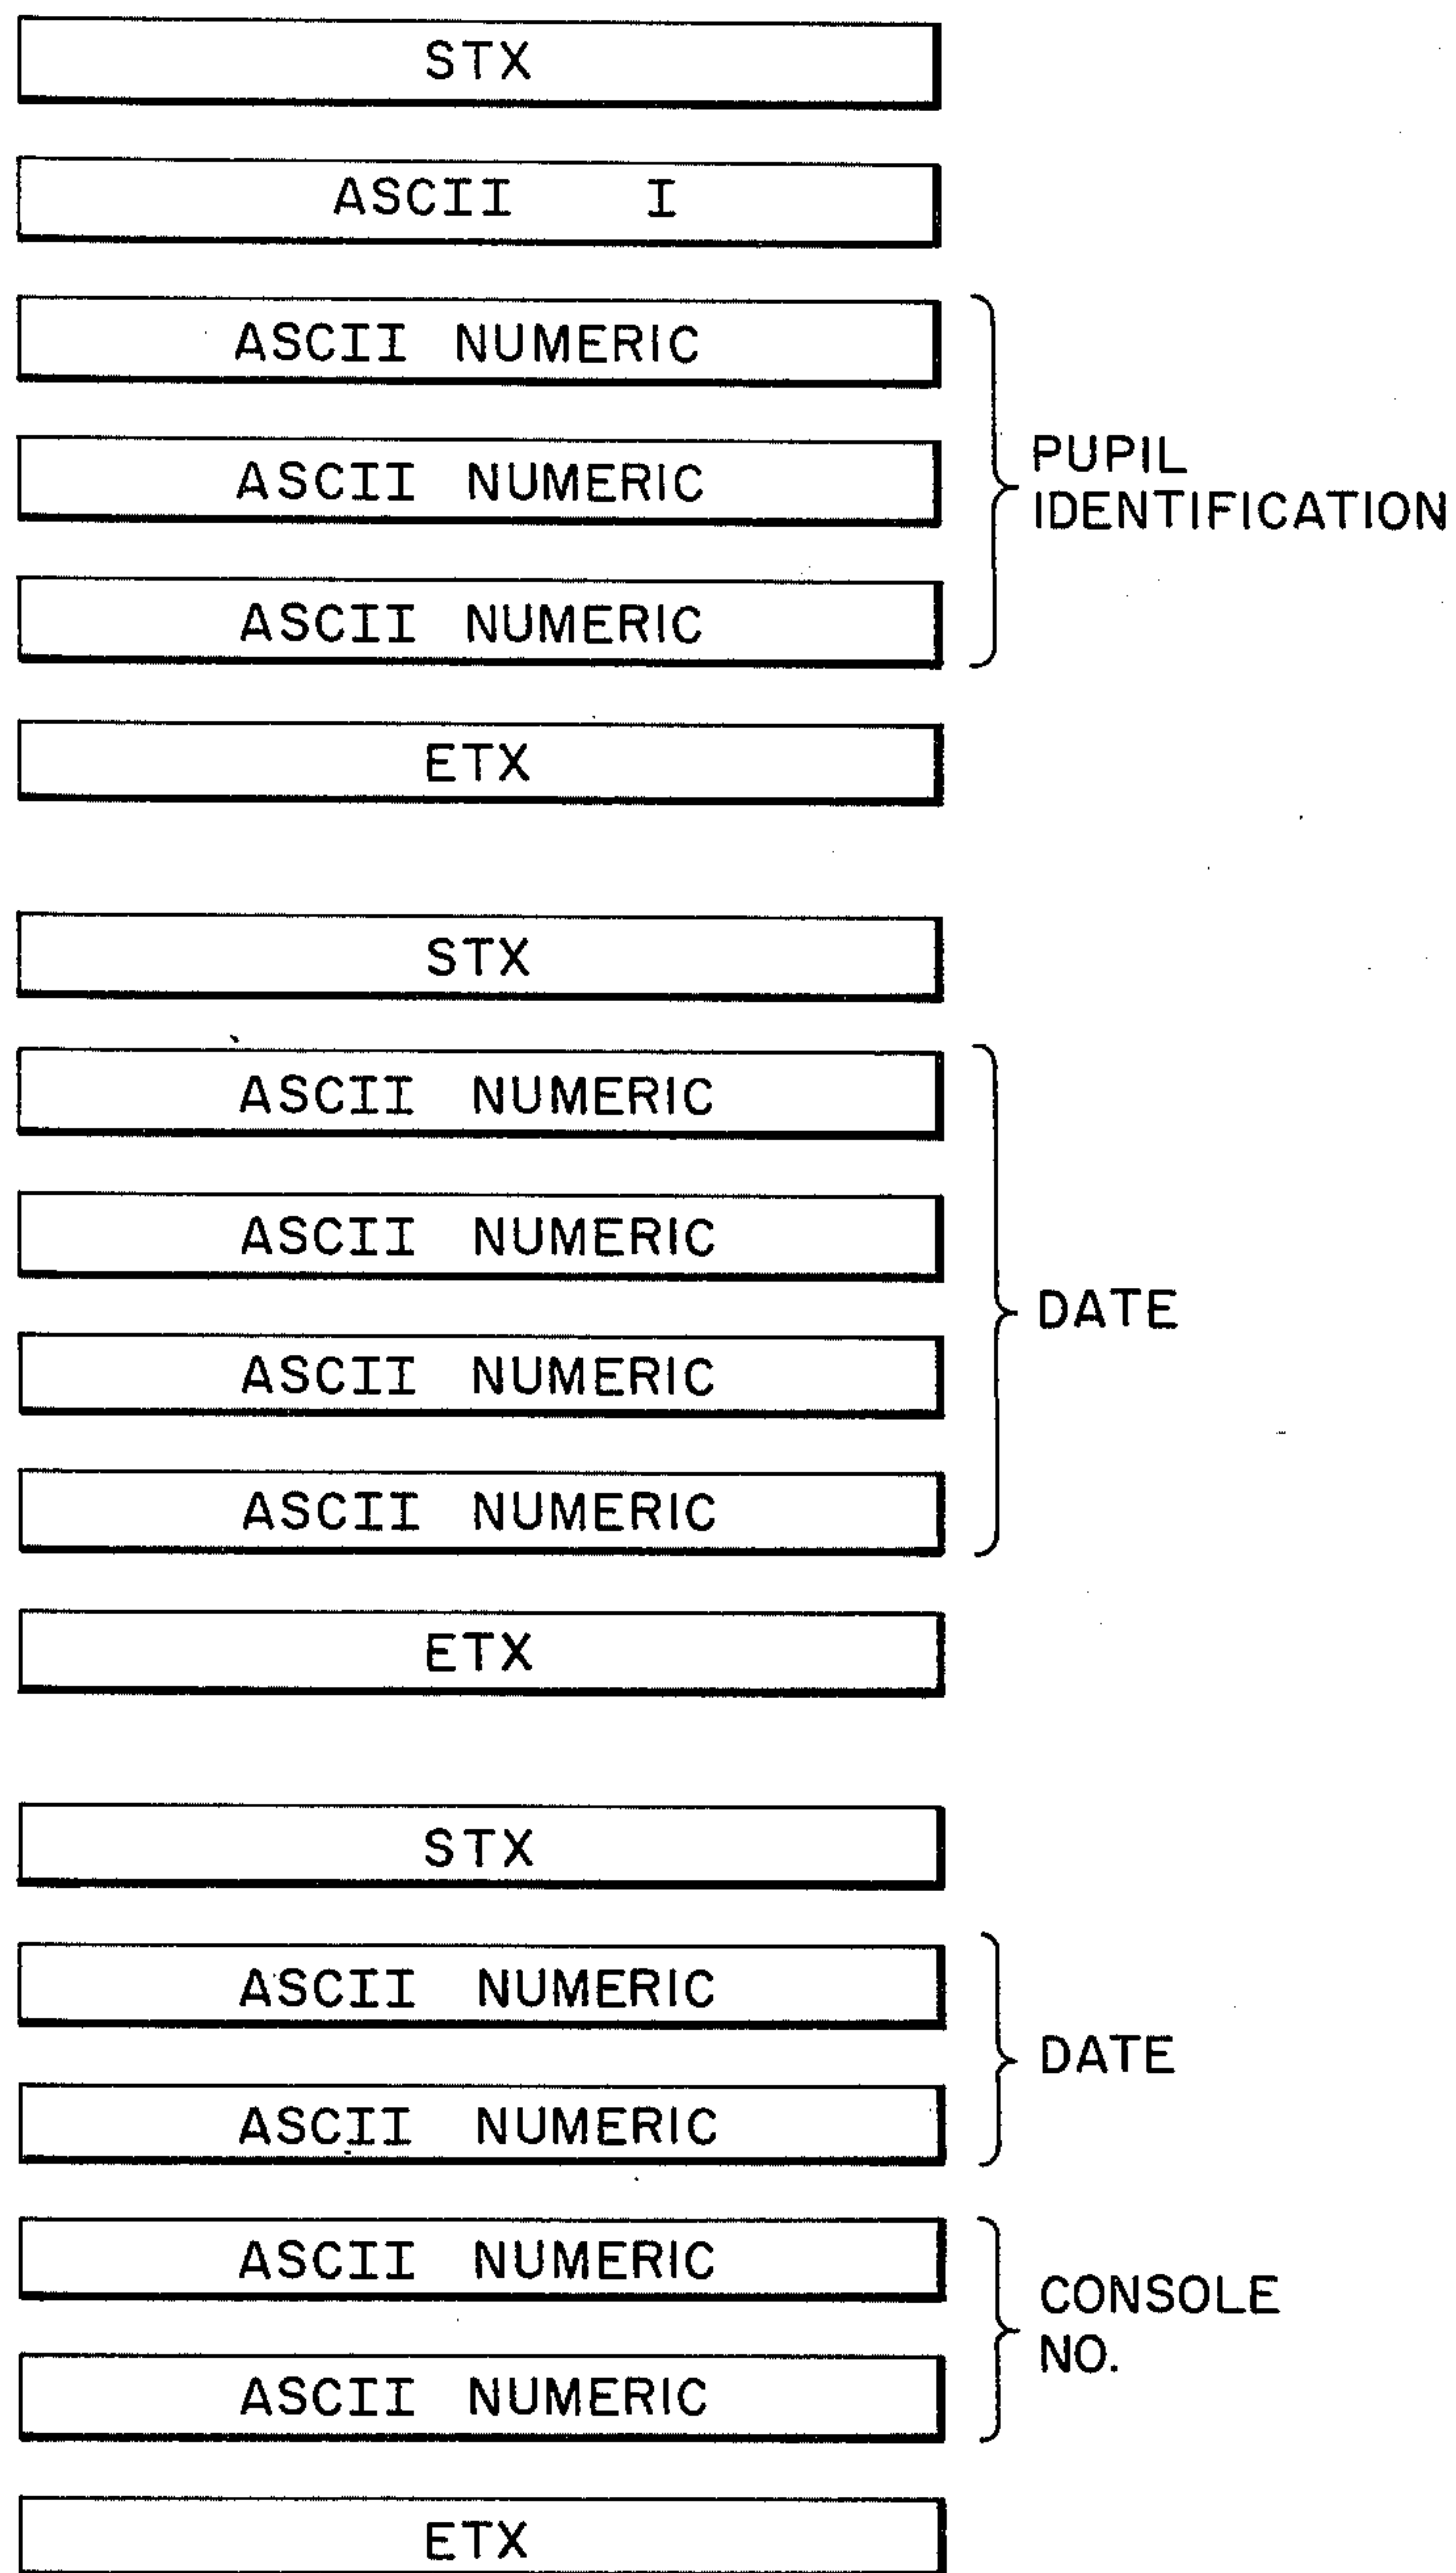 STX
ASCII I
ASCII NUMERIC
ASCII NUMERIC
ASCII NUMERIC
PUPIL
IDENTIFICATION
ETX
STX
ASCII NUMERIC
ASCII NUMERIC
ASCII NUMERIC
ASCII NUMERIC
DATE
ETX
STX
ASCII NUMERIC
ASCII NUMERIC
DATE
ASCII NUMERIC
ASCII NUMERIC
CONSOLE
NO.
ETX